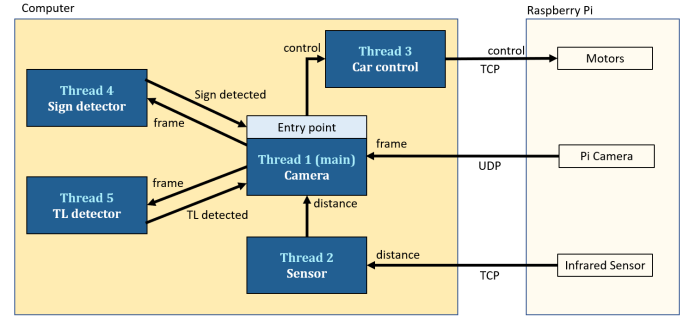 Computer
Raspberry Pi
Thread 3
Car control
control
control
TCP
Motors
Thread 4
Sign detector
Sign detected
frame
Entry point
Thread 1 (main)
Camera
frame
UDP
Pi Camera
Thread 5
TL detector
frame
TL detected
distance
Thread 2
Sensor
distance
TCP
Infrared Sensor